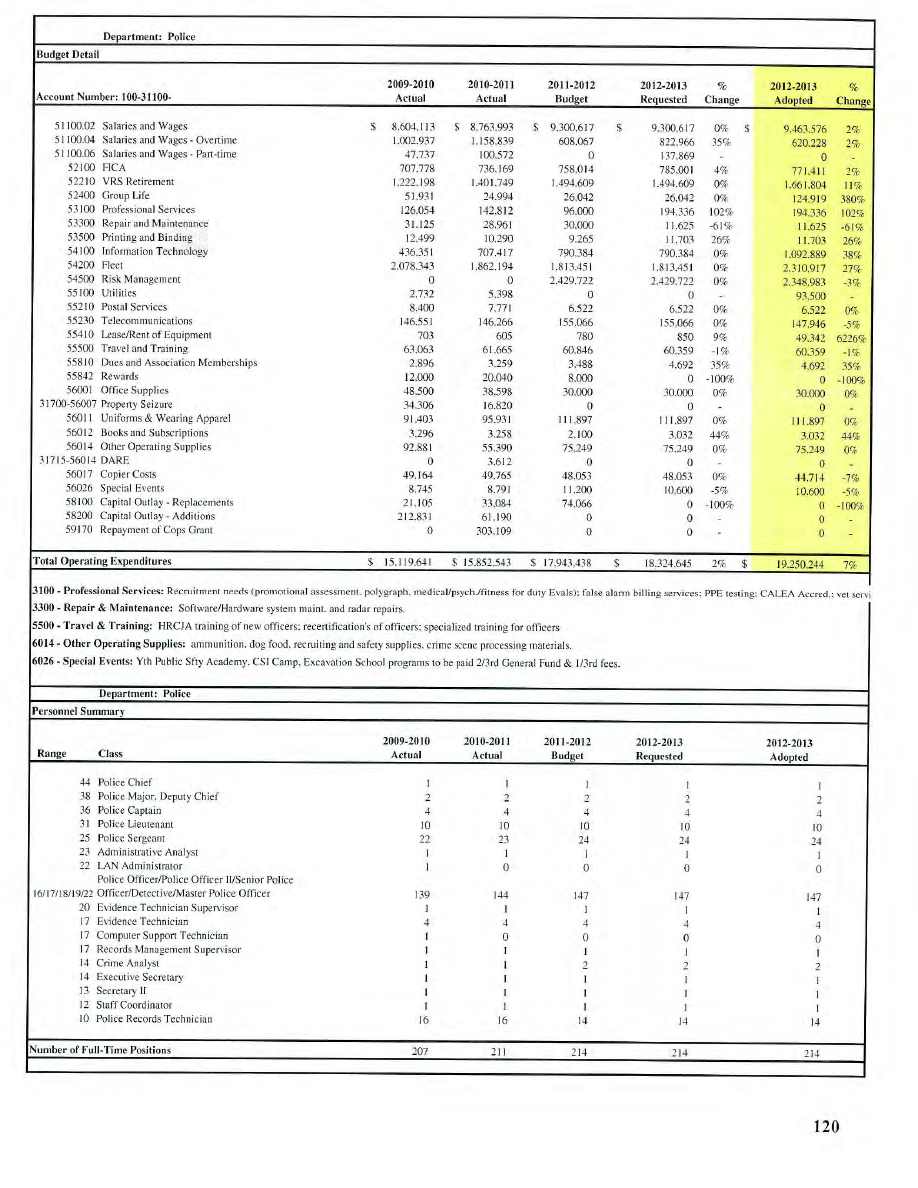 Department: Police
Budget Detail
2009-2010 2010-2011 2011-2012 2012-2013 % 2012-2013 %
Account Number: 100-31100- Actual Actual Budget Requested Change Adopted Change
51100.02 Salaries and Wages $ 8,604,113 $ 8,763,993 $ 9,300,617 $ 9,300,617 0% $ 9,463,576 2%
51100.04 Salaries and Wages - Overtime 1,002,937 1,158,839 608,067 822,966 35% 620,228 2%
51100.06 Salaries and Wages - Part-time 47,737 100,572 0 137,869 - 0 -
52100 FICA 707,778 736,169 758,014 785,001 4% 771,411 2%
52210 VRS Retirement 1,222,198 1,401,749 1,494,609 1,494,609 0% 1,661,804 11%
52400 Group Life 51,931 24,994 26,042 26,042 0% 124,919 380%
53100 Professional Services 126,054 142,812 96,000 194,336 102% 194,336 102%
53300 Repair and Maintenance 31,125 28,961 30,000 11,625 -61% 11,625 -61%
53500 Printing and Binding 12,499 10,290 9,265 11,703 26% 11,703 26%
54100 Information Technology 436,351 707,417 790,384 790,384 0% 1,092,889 38%
54200 Fleet 2,078,343 1,862,194 1,813,451 1,813,451 0% 2,310,917 27%
54500 Risk Management 0 0 2,429,722 2,429,722 0% 2,348,983 -3%
55100 Utilities 2,732 5,398 0 0 - 93,500 -
55210 Postal Services 8,400 7,771 6,522 6,522 0% 6,522 0%
55230 Telecommunications 146,551 146,266 155,066 155,066 0% 147,946 -5%
55410 Lease/Rent of Equipment 703 605 780 850 9% 49,342 6226%
55500 Travel and Training 63,063 61,665 60,846 60,359 -1% 60,359 -1%
55810 Dues and Association Memberships 2,896 3,259 3,488 4,692 35% 4,692 35%
55842 Rewards 12,000 20,040 8,000 0 -100% 0 -100%
56001 Office Supplies 48,500 38,598 30,000 30,000 0% 30,000 0%
31700-56007 Property Seizure 34,306 16,820 0 0 - 0 -
56011 Uniforms & Wearing Apparel 91,403 95,931 111,897 111,897 0% 111,897 0%
56012 Books and Subscriptions 3,296 3,258 2,100 3,032 44% 3,032 44%
56014 Other Operating Supplies 92,881 55,390 75,249 75,249 0% 75,249 0%
31715-56014 DARE 0 3,612 0 0 - 0 -
56017 Copier Costs 49,164 49,765 48,053 48,053 0% 44,714 -7%
56026 Special Events 8,745 8,791 11,200 10,600 -5% 10,600 -5%
58100 Capital Outlay - Replacements 21,105 33,084 74,066 0 -100% 0 -100%
58200 Capital Outlay - Additions 212,831 61,190 0 0 - 0 -
59170 Repayment of Cops Grant 0 303,109 0 0 - 0 -
Total Operating Expenditures $ 15,119,641 $ 15,852,543 $ 17,943,438 $ 18,324,645 2% $ 19,250,244 7%
3100 - Professional Services: Recruitment needs (promotional assessment, polygraph, medical/psych./fitness for duty Evals); false alarm billing services; PPE testing; CALEA Accred.; vet servi
3300 - Repair & Maintenance: Software/Hardware system maint. and radar repairs.
5500 - Travel & Training: HRCJA training of new officers; recertification's of officers; specialized training for officers
6014 - Other Operating Supplies: ammunition, dog food, recruiting and safety supplies, crime scene processing materials.
6026 - Special Events: Yth Public Sfty Academy, CSI Camp, Excavation School programs to be paid 2/3rd General Fund & 1/3rd fees.
Department: Police
Personnel Summary
2009-2010 2010-2011 2011-2012 2012-2013 2012-2013
Range Class Actual Actual Budget Requested Adopted
44 Police Chief 1 1 1 1 1
38 Police Major, Deputy Chief 2 2 2 2 2
36 Police Captain 4 4 4 4 4
31 Police Lieutenant 10 10 10 10 10
25 Police Sergeant 22 23 24 24 24
23 Administrative Analyst 1 1 1 1 1
22 LAN Administrator 1 0 0 0 0
Police Officer/Police Officer II/Senior Police
16/17/18/19/22 Officer/Detective/Master Police Officer 139 144 147 147 147
20 Evidence Technician Supervisor 1 1 1 1 1
17 Evidence Technician 4 4 4 4 4
17 Computer Support Technician 1 0 0 0 0
17 Records Management Supervisor 1 1 1 1 1
14 Crime Analyst 1 1 2 2 2
14 Executive Secretary 1 1 1 1 1
13 Secretary II 1 1 1 1 1
12 Staff Coordinator 1 1 1 1 1
10 Police Records Technician 16 16 14 14 14
Number of Full-Time Positions 207 211 214 214 214
120